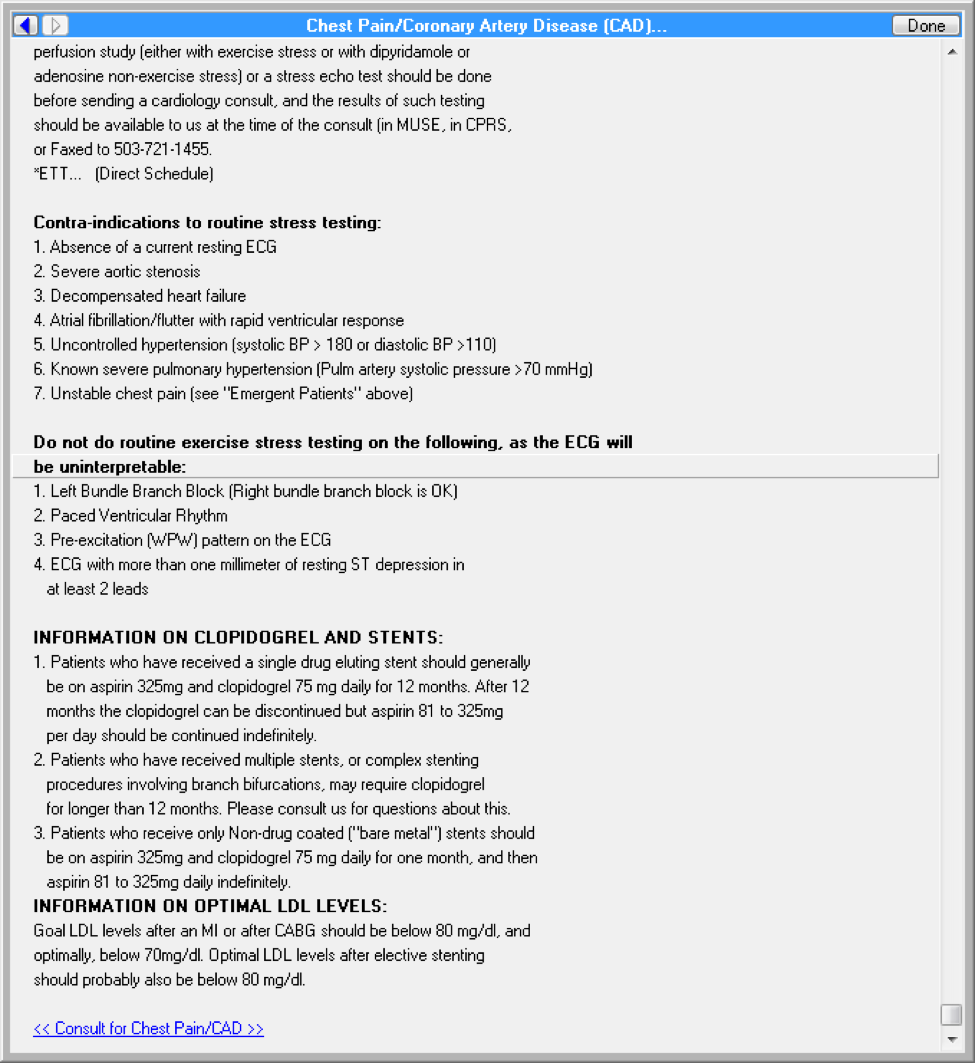 Chest Pain/Coronary Artery Disease (CAD)...
Done
perfusion study (either with exercise stress or with dipyridamole or
adenosine non-exercise stress) or a stress echo test should be done
before sending a cardiology consult, and the results of such testing
should be available to us at the time of the consult (in MUSE, in CPRS,
or Faxed to 503-721-1455.
*ETT... (Direct Schedule)
Contra-indications to routine stress testing:
1. Absence of a current resting ECG
2. Severe aortic stenosis
3. Decompensated heart failure
4. Atrial fibrillation/flutter with rapid ventricular response
5. Uncontrolled hypertension (systolic BP > 180 or diastolic BP >110)
6. Known severe pulmonary hypertension (Pulm artery systolic pressure >70 mmHg)
7. Unstable chest pain (see "Emergent Patients" above)
Do not do routine exercise stress testing on the following, as the ECG will
be uninterpretable:
1. Left Bundle Branch Block (Right bundle branch block is OK)
2. Paced Ventricular Rhythm
3. Pre-excitation (WPW) pattern on the ECG
4. ECG with more than one millimeter of resting ST depression in
at least 2 leads
INFORMATION ON CLOPIDOGREL AND STENTS:
1. Patients who have received a single drug eluting stent should generally
be on aspirin 325mg and clopidogrel 75 mg daily for 12 months. After 12
months the clopidogrel can be discontinued but aspirin 81 to 325mg
per day should be continued indefinitely.
2. Patients who have received multiple stents, or complex stenting
procedures involving branch bifurcations, may require clopidogrel
for longer than 12 months. Please consult us for questions about this.
3. Patients who receive only Non-drug coated ("bare metal") stents should
be on aspirin 325mg and clopidogrel 75 mg daily for one month, and then
aspirin 81 to 325mg daily indefinitely.
INFORMATION ON OPTIMAL LDL LEVELS:
Goal LDL levels after an MI or after CABG should be below 80 mg/dl, and
optimally, below 70mg/dl. Optimal LDL levels after elective stenting
should probably also be below 80 mg/dl.
<< Consult for Chest Pain/CAD >>